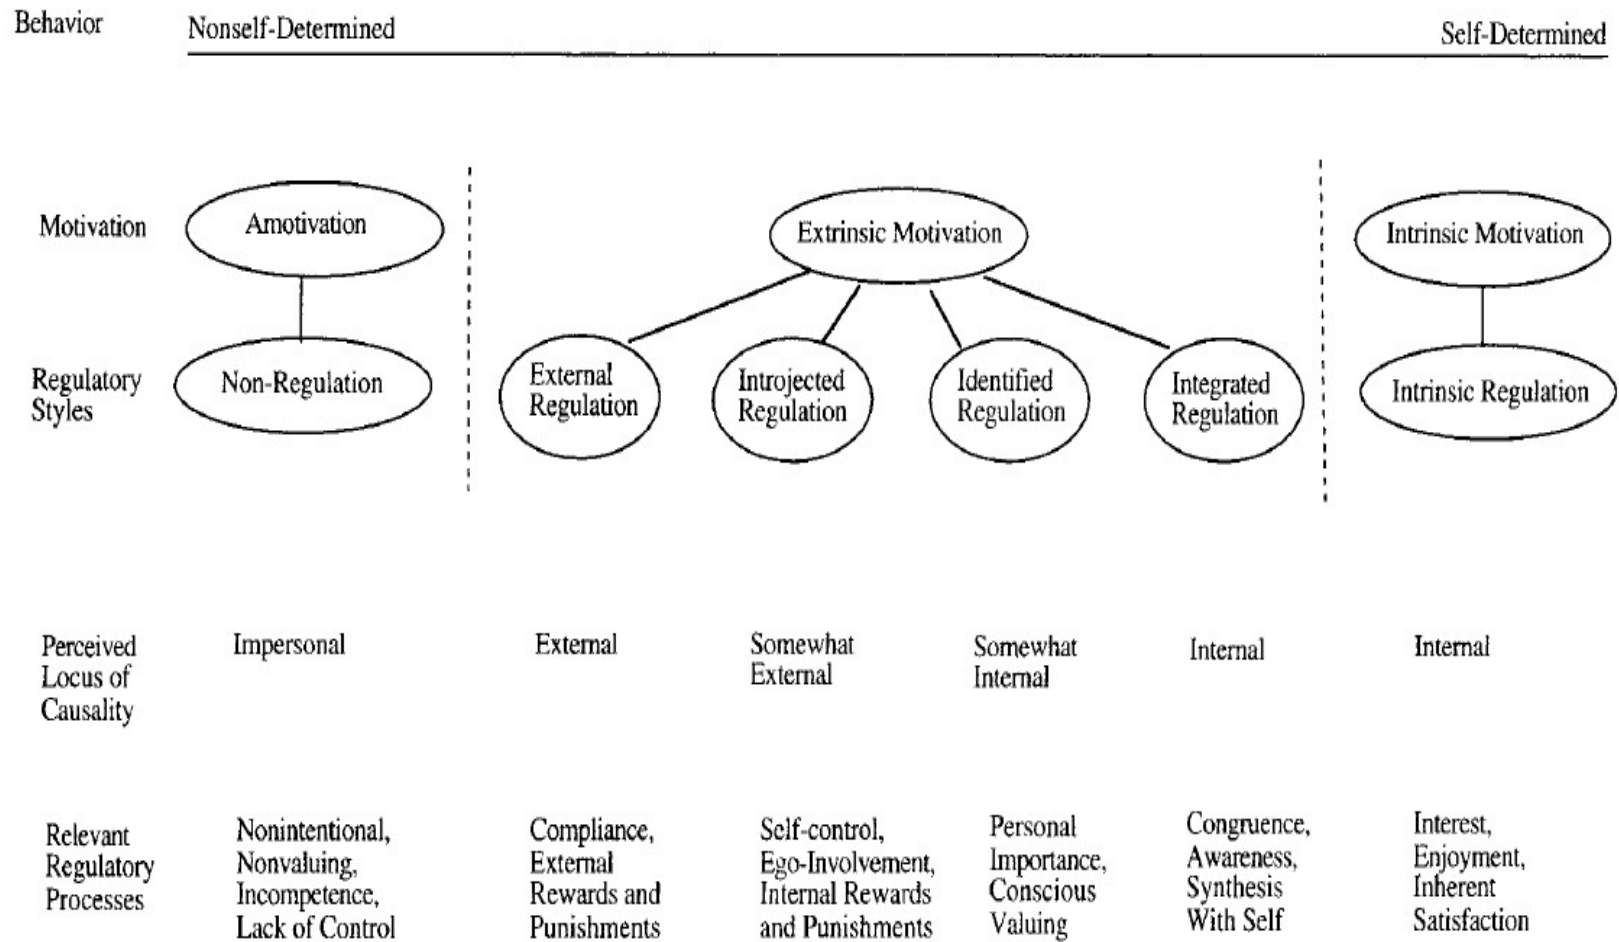 Behavior
Nonself-Determined
Self-Determined
Motivation
Amotivation
Extrinsic Motivation
Intrinsic Motivation
Regulatory
Styles
Non-Regulation
External
Regulation
Introjected
Regulation
Identified
Regulation
Integrated
Regulation
Intrinsic Regulation
Perceived
Locus of
Causality
Impersonal
External
Somewhat
External
Somewhat
Internal
Internal
Internal
Relevant
Regulatory
Processes
Nonintentional,
Nonvaluing,
Incompetence,
Lack of Control
Compliance,
External
Rewards and
Punishments
Self-control,
Ego-Involvement,
Internal Rewards
and Punishments
Personal
Importance,
Conscious
Valuing
Congruence,
Awareness,
Synthesis
With Self
Interest,
Enjoyment,
Inherent
Satisfaction